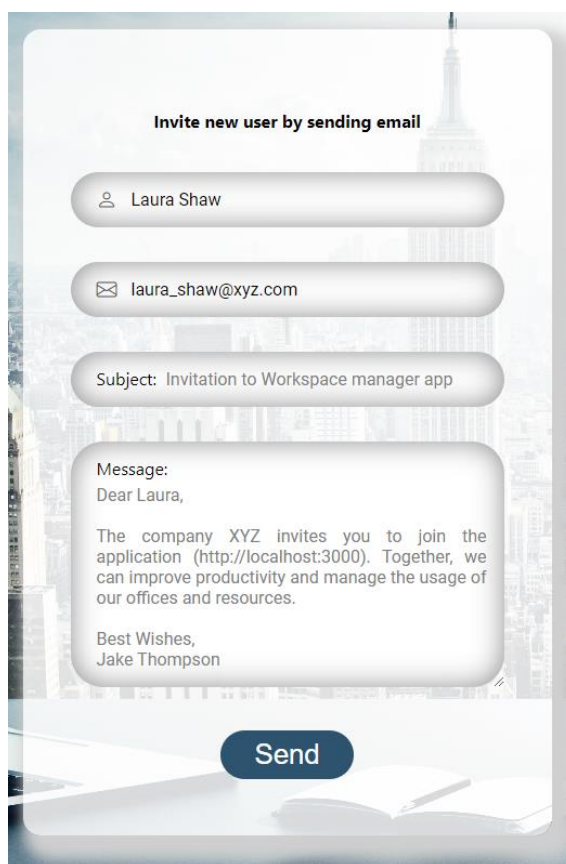 Invite new user by sending email
Laura Shaw
laura_shaw@xyz.com
Subject: Invitation to Workspace manager app
Message:
Dear Laura,
The company XYZ invites you to join the
application (http://localhost:3000). Together, we
can improve productivity and manage the usage of
our offices and resources.
Best Wishes,
Jake Thompson
Send